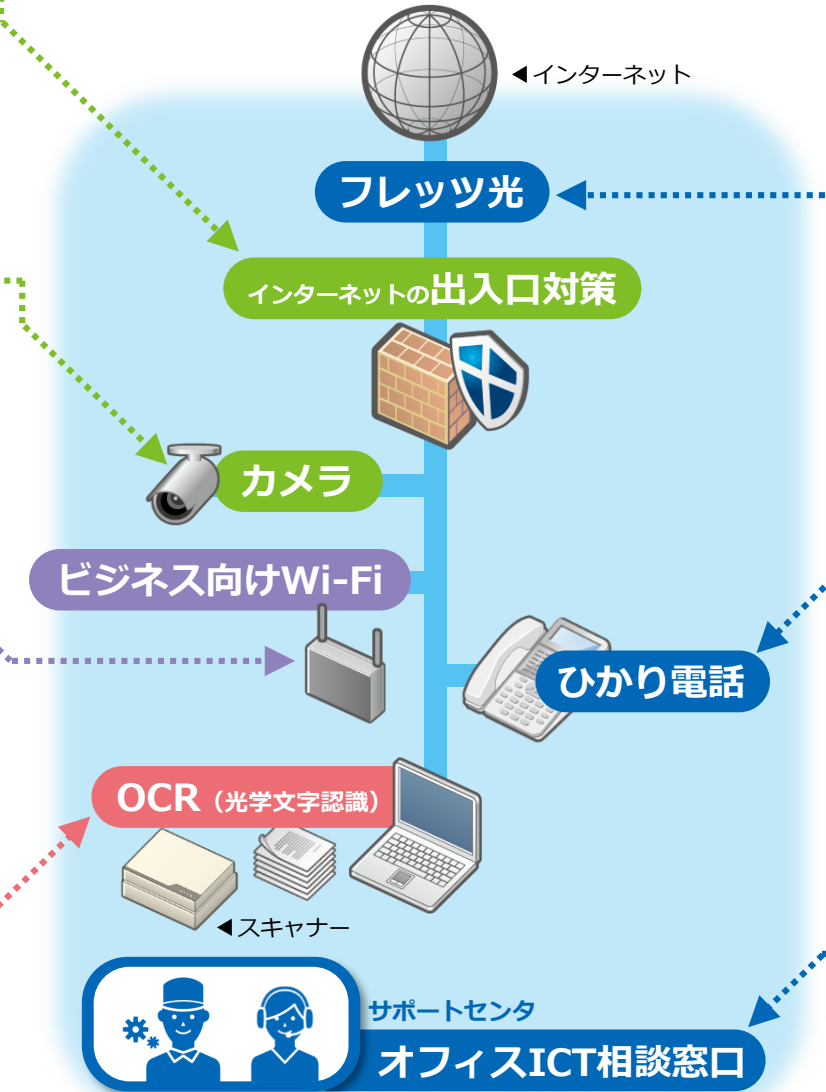 ◀インターネット
フレッツ光
インターネットの出入口対策
カメラ
ビジネス向けWi-Fi
ひかり電話
OCR（光学文字認識）
◀スキャナー
サポートセンタ
オフィスICT相談窓口